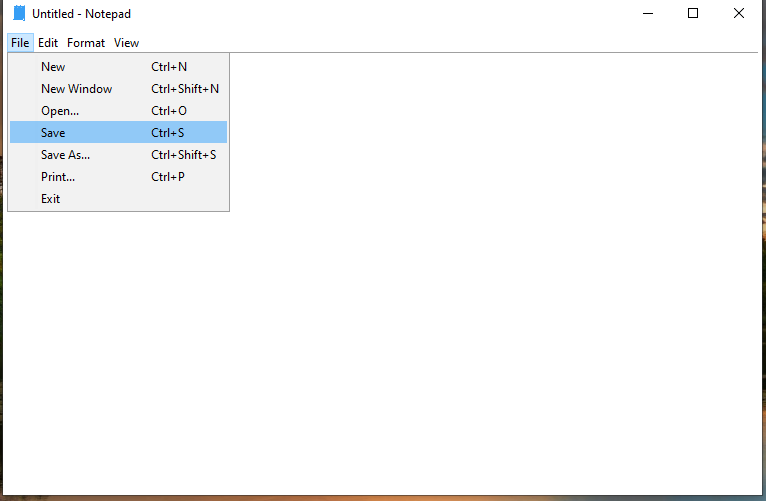 Untitled - Notepad
File Edit Format View
New Ctrl+N
New Window Ctrl+Shift+N
Open... Ctrl+O
Save Ctrl+S
Save As... Ctrl+Shift+S
Print... Ctrl+P
Exit